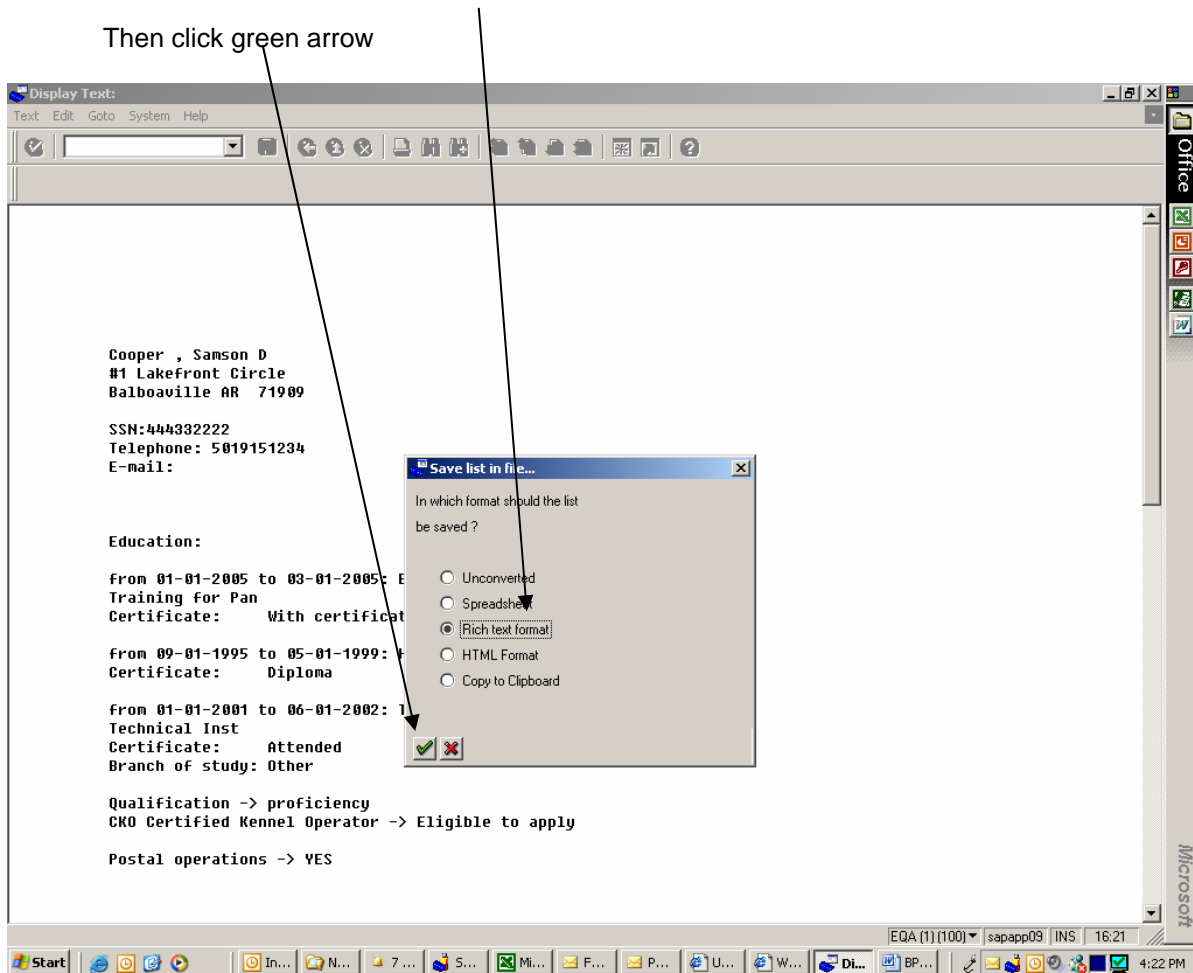 Then click green arrow
Display Text:
Text Edit Goto System Help
Office
Cooper , Samson D
#1 Lakefront Circle
Balboaville AR 71909
SSN:444332222
Telephone: 5019151234
E-mail:
Education:
from 01-01-2005 to 03-01-2005: E
Training for Pan
Certificate: With certificat
from 09-01-1995 to 05-01-1999: H
Certificate: Diploma
from 01-01-2001 to 06-01-2002: T
Technical Inst
Certificate: Attended
Branch of study: Other
Qualification -> proficiency
CKO Certified Kennel Operator -> Eligible to apply
Postal operations -> YES
Save list in file...
In which format should the list
be saved ?
Unconverted
Spreadsheet
Rich text format
HTML Format
Copy to Clipboard
Microsoft
EQA (1) (100) sapapp09 INS 16:21
Start In... N... 7... S... Mi... F... P... U... W... Di... BP... 4:22 PM